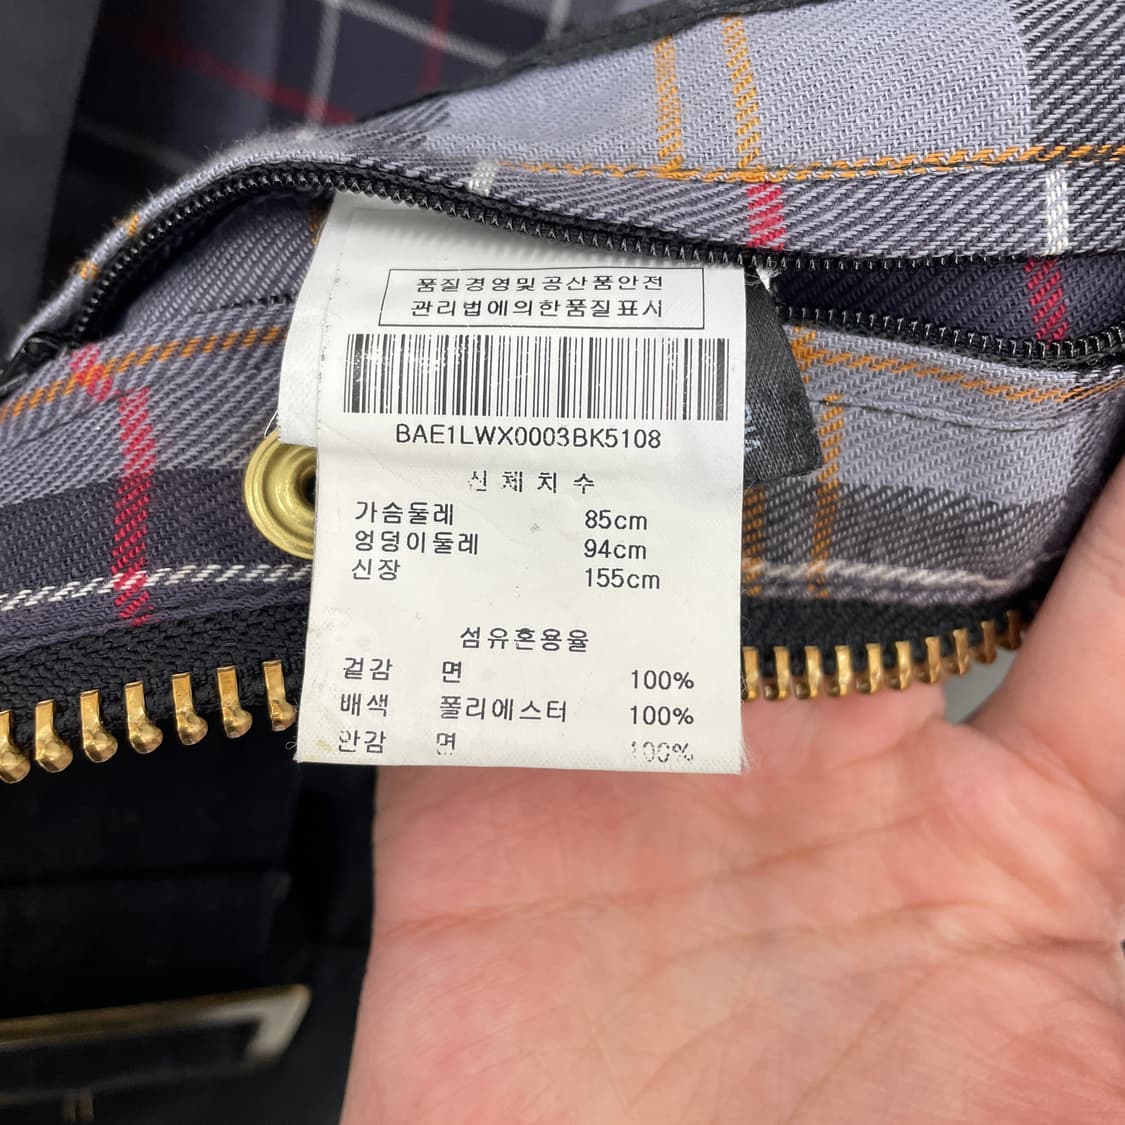 품질경영및공산품안전
관리법에의한품질표시
BAE1LWX0003BK5108
신체치수
가슴둘레 85cm
엉덩이둘레 94cm
신장 155cm
섬유혼용율
겉감 면 100%
배색 폴리에스터 100%
안감 면 100%